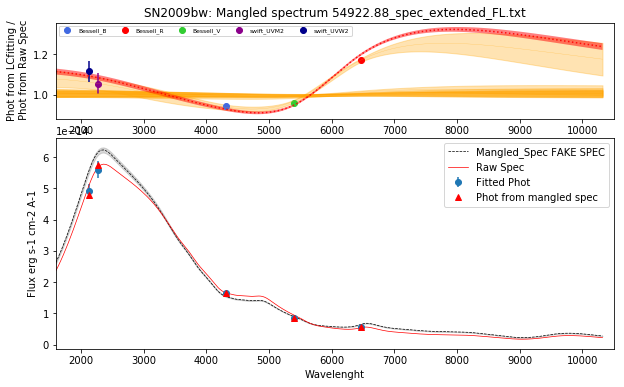 SN2009bw: Mangled spectrum 54922.88_spec_extended_FL.txt
Phot from LCfitting /
Phot from Raw Spec
Bessell_B Bessell_R Bessell_V swift_UVM2 swift_UVW2
1.2
1.0
2000 3000 4000 5000 6000 7000 8000 9000 10000
Flux erg s-1 cm-2 A-1
6
5
4
3
2
1
0
Mangled_Spec FAKE SPEC
Raw Spec
Fitted Phot
Phot from mangled spec
2000 3000 4000 5000 6000 7000 8000 9000 10000
Wavelenght